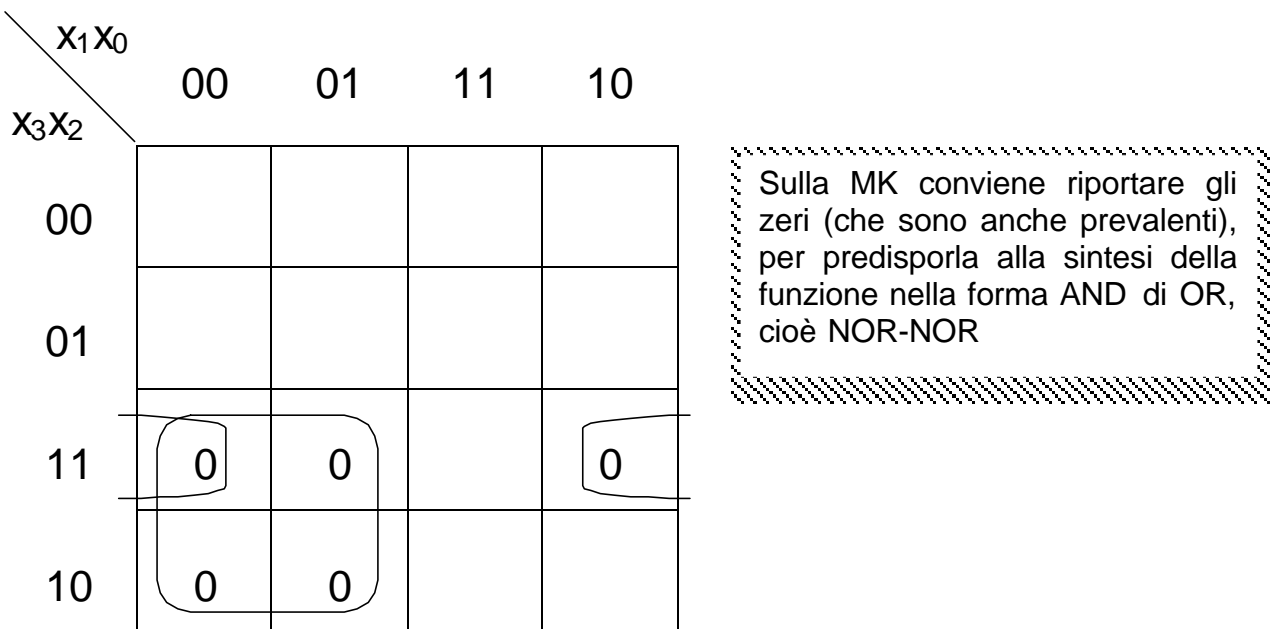 x₁x₀
00 01 11 10
x₃x₂
00
01
11 0 0 0
10 0 0
Sulla MK conviene riportare gli
zeri (che sono anche prevalenti),
per predisporla alla sintesi della
funzione nella forma AND di OR,
cioè NOR-NOR